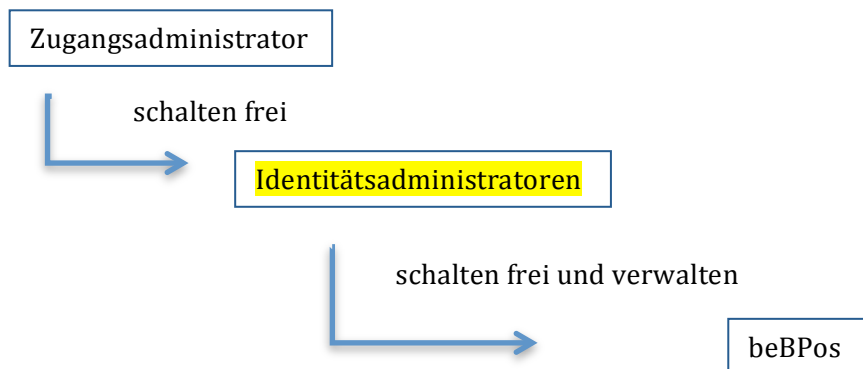 Zugangsadministrator
schalten frei
Identitätsadministratoren
schalten frei und verwalten
beBPos